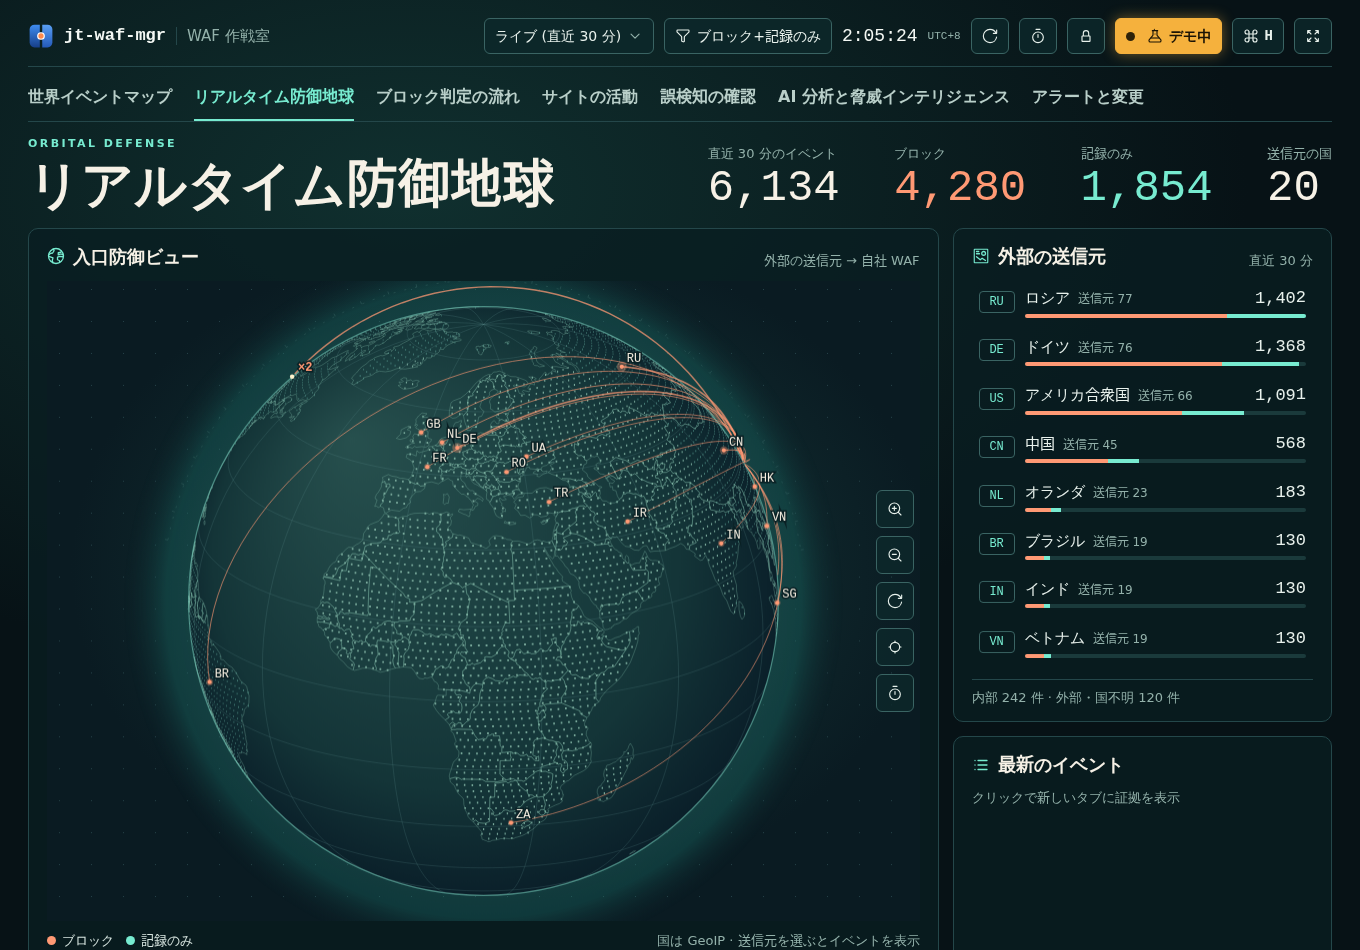 jt-waf-mgr
WAF 作戦室
ライブ (直近 30 分)
ブロック+記録のみ
2:05:24 UTC+8
デモ中
⌘ H
世界イベントマップ
リアルタイム防御地球
ブロック判定の流れ
サイトの活動
誤検知の確認
AI 分析と脅威インテリジェンス
アラートと変更
ORBITAL DEFENSE
リアルタイム防御地球
直近 30 分のイベント
6,134
ブロック
4,280
記録のみ
1,854
送信元の国
20
入口防御ビュー
外部の送信元 → 自社 WAF
×2
RU
GB
NL
DE
FR
UA
RO
CN
HK
TR
IR
VN
IN
SG
BR
ZA
ブロック
記録のみ
国は GeoIP · 送信元を選ぶとイベントを表示
外部の送信元
直近 30 分
RU ロシア 送信元 77 1,402
DE ドイツ 送信元 76 1,368
US アメリカ合衆国 送信元 66 1,091
CN 中国 送信元 45 568
NL オランダ 送信元 23 183
BR ブラジル 送信元 19 130
IN インド 送信元 19 130
VN ベトナム 送信元 19 130
内部 242 件 · 外部・国不明 120 件
最新のイベント
クリックで新しいタブに証拠を表示